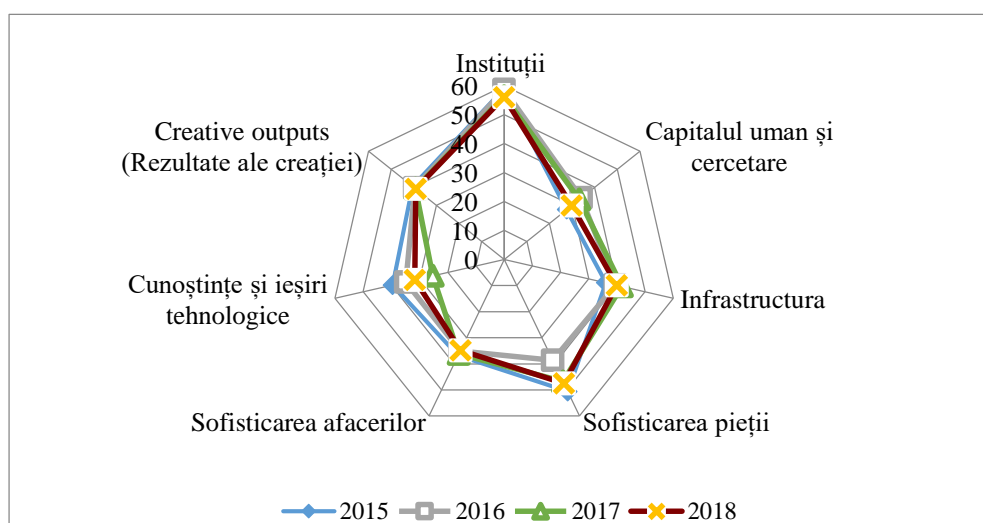 Instituții
60
50
40
30
20
10
0
Capitalul uman și
cercetare
Infrastructura
Sofisticarea pieții
Sofisticarea afacerilor
Cunoștințe și ieșiri
tehnologice
Creative outputs
(Rezultate ale creației)
2015 2016 2017 2018